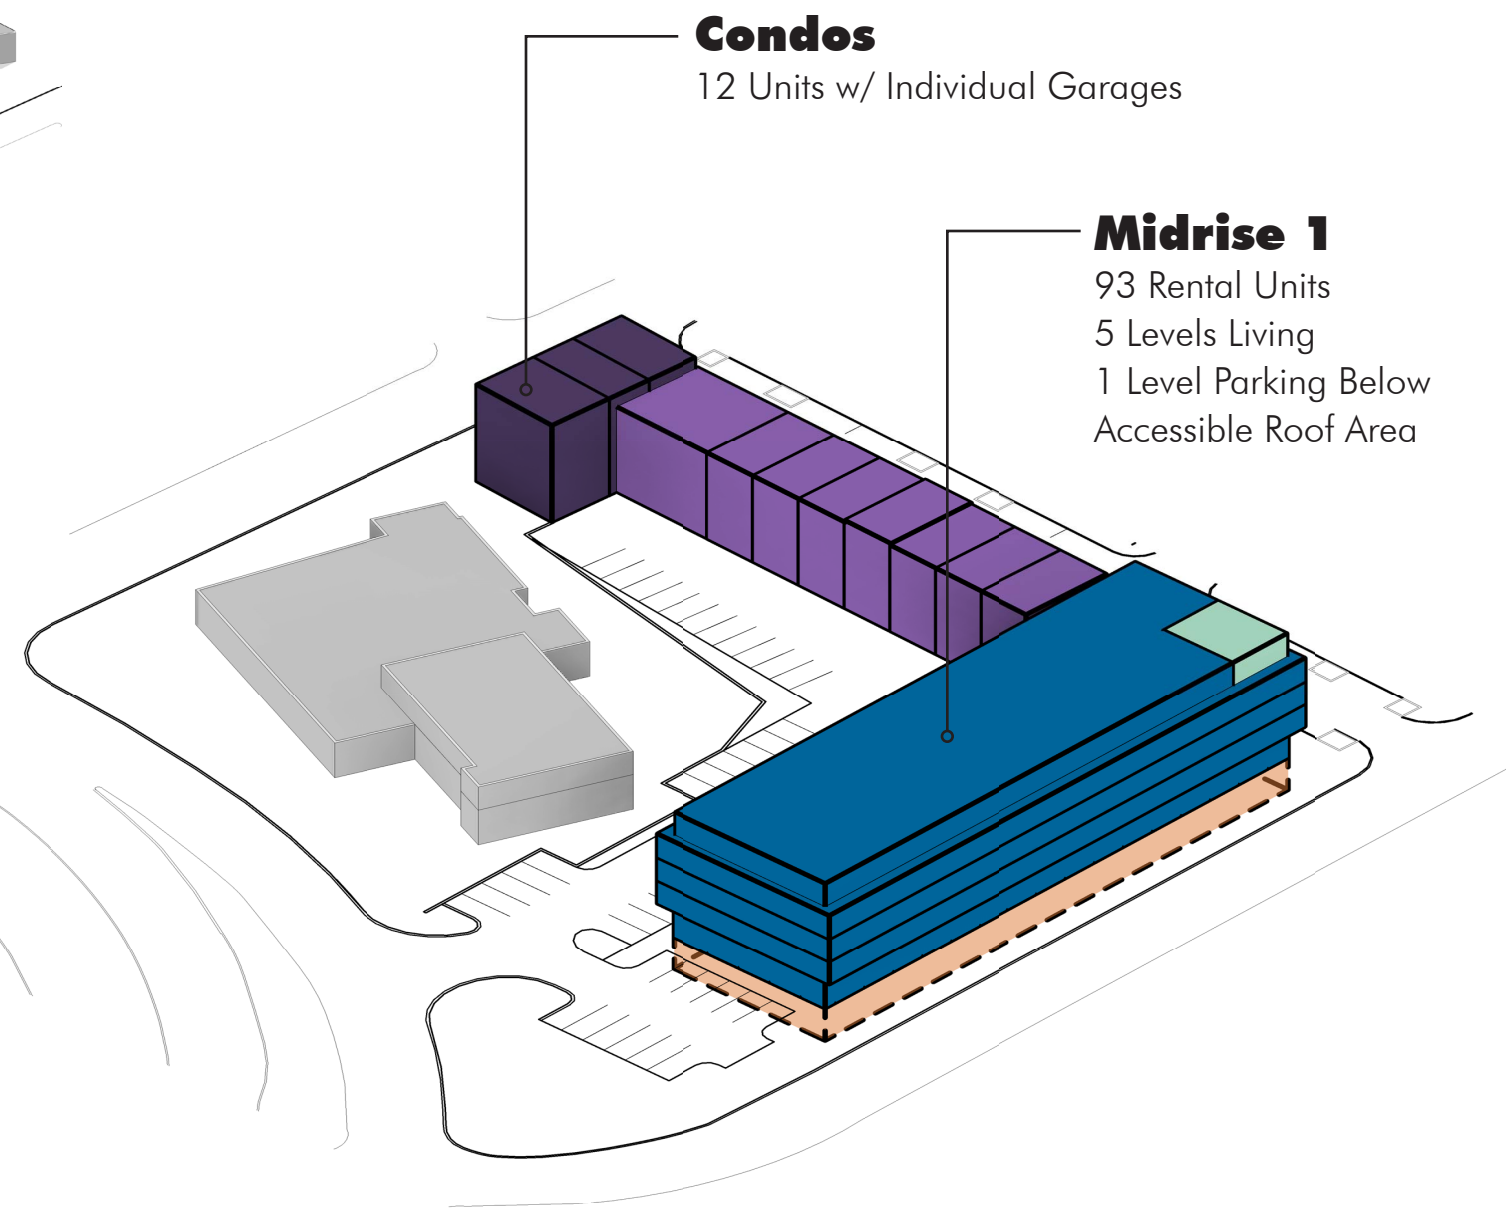 Condos
12 Units w/ Individual Garages
Midrise 1
93 Rental Units
5 Levels Living
1 Level Parking Below
Accessible Roof Area